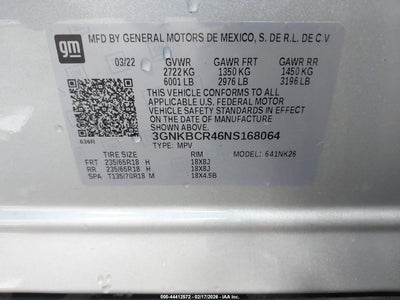 gm
MFD BY GENERAL MOTORS DE MEXICO, S. DE R.L. DE C.V.
03/22 GVWR GAWR FRT GAWR RR
2722 KG 1350 KG 1450 KG
6001 LB 2976 LB 3196 LB
THIS VEHICLE CONFORMS TO ALL
APPLICABLE U.S. FEDERAL MOTOR
VEHICLE SAFETY STANDARDS IN
EFFECT ON THE DATE OF
MANUFACTURE SHOWN ABOVE.
3GNKBCR46NS168064
636R TYPE: MPV MODEL: 641NK26
TIRE SIZE RIM
FRT 235/65R18 H 18X8J
RR 235/65R18 H 18X8J
SPA T135/70R18 M 18X4.5B
000-44412572 - 02/17/2026 - IAA Holdings, LLC